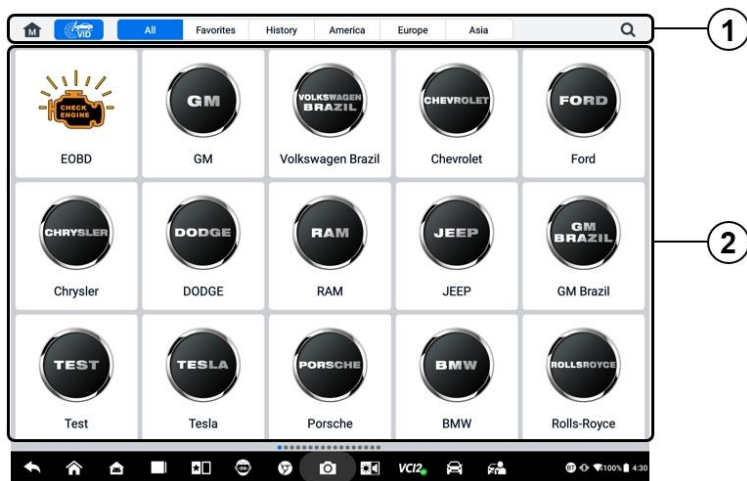 M VID All Favorites History America Europe Asia
1
CHECK
ENGINE
GM
VOLKSWAGEN
BRAZIL
CHEVROLET
FORD
EOBD GM Volkswagen Brazil Chevrolet Ford
CHRYSLER DODGE RAM JEEP
GM
BRAZIL
2
Chrysler DODGE RAM JEEP GM Brazil
TEST TESLA PORSCHE BMW ROLLSROYCE
Test Tesla Porsche BMW Rolls-Royce
VCI2 BT 100% 4:30